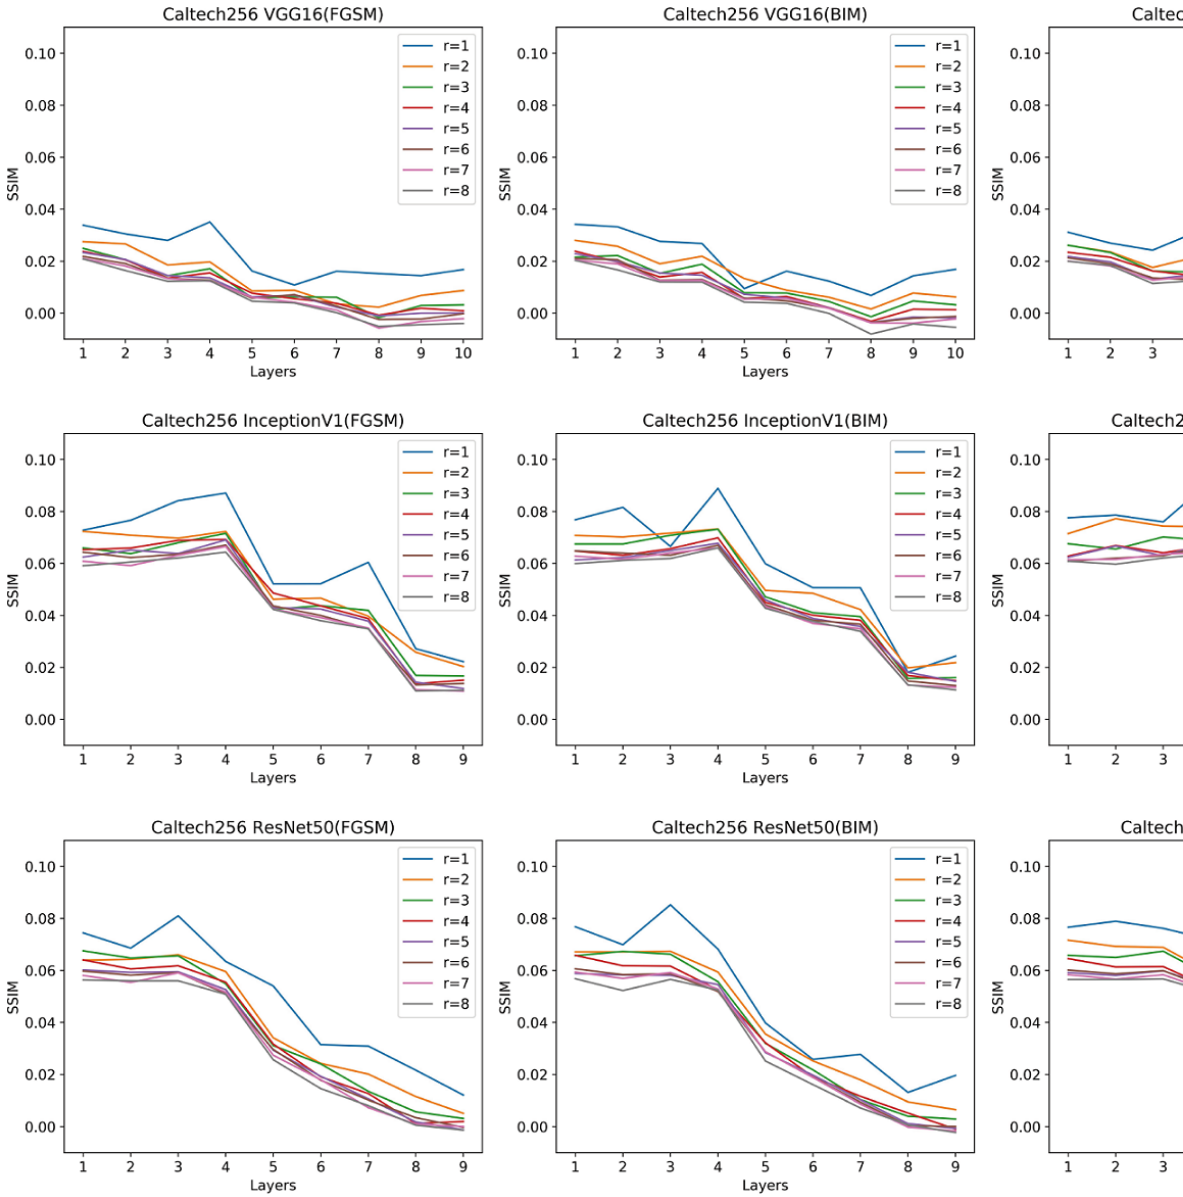 Caltech256 VGG16(FGSM)
0.10
0.08
0.06
0.04
0.02
0.00
SSIM
1 2 3 4 5 6 7 8 9 10
Layers
r=1
r=2
r=3
r=4
r=5
r=6
r=7
r=8
Caltech256 VGG16(BIM)
0.10
0.08
0.06
0.04
0.02
0.00
SSIM
1 2 3 4 5 6 7 8 9 10
Layers
r=1
r=2
r=3
r=4
r=5
r=6
r=7
r=8
Caltec
0.10
0.08
0.06
0.04
0.02
0.00
SSIM
1 2 3
Caltech256 InceptionV1(FGSM)
0.10
0.08
0.06
0.04
0.02
0.00
SSIM
1 2 3 4 5 6 7 8 9
Layers
r=1
r=2
r=3
r=4
r=5
r=6
r=7
r=8
Caltech256 InceptionV1(BIM)
0.10
0.08
0.06
0.04
0.02
0.00
SSIM
1 2 3 4 5 6 7 8 9
Layers
r=1
r=2
r=3
r=4
r=5
r=6
r=7
r=8
Caltech2
0.10
0.08
0.06
0.04
0.02
0.00
SSIM
1 2 3
Caltech256 ResNet50(FGSM)
0.10
0.08
0.06
0.04
0.02
0.00
SSIM
1 2 3 4 5 6 7 8 9
Layers
r=1
r=2
r=3
r=4
r=5
r=6
r=7
r=8
Caltech256 ResNet50(BIM)
0.10
0.08
0.06
0.04
0.02
0.00
SSIM
1 2 3 4 5 6 7 8 9
Layers
r=1
r=2
r=3
r=4
r=5
r=6
r=7
r=8
Caltech
0.10
0.08
0.06
0.04
0.02
0.00
SSIM
1 2 3